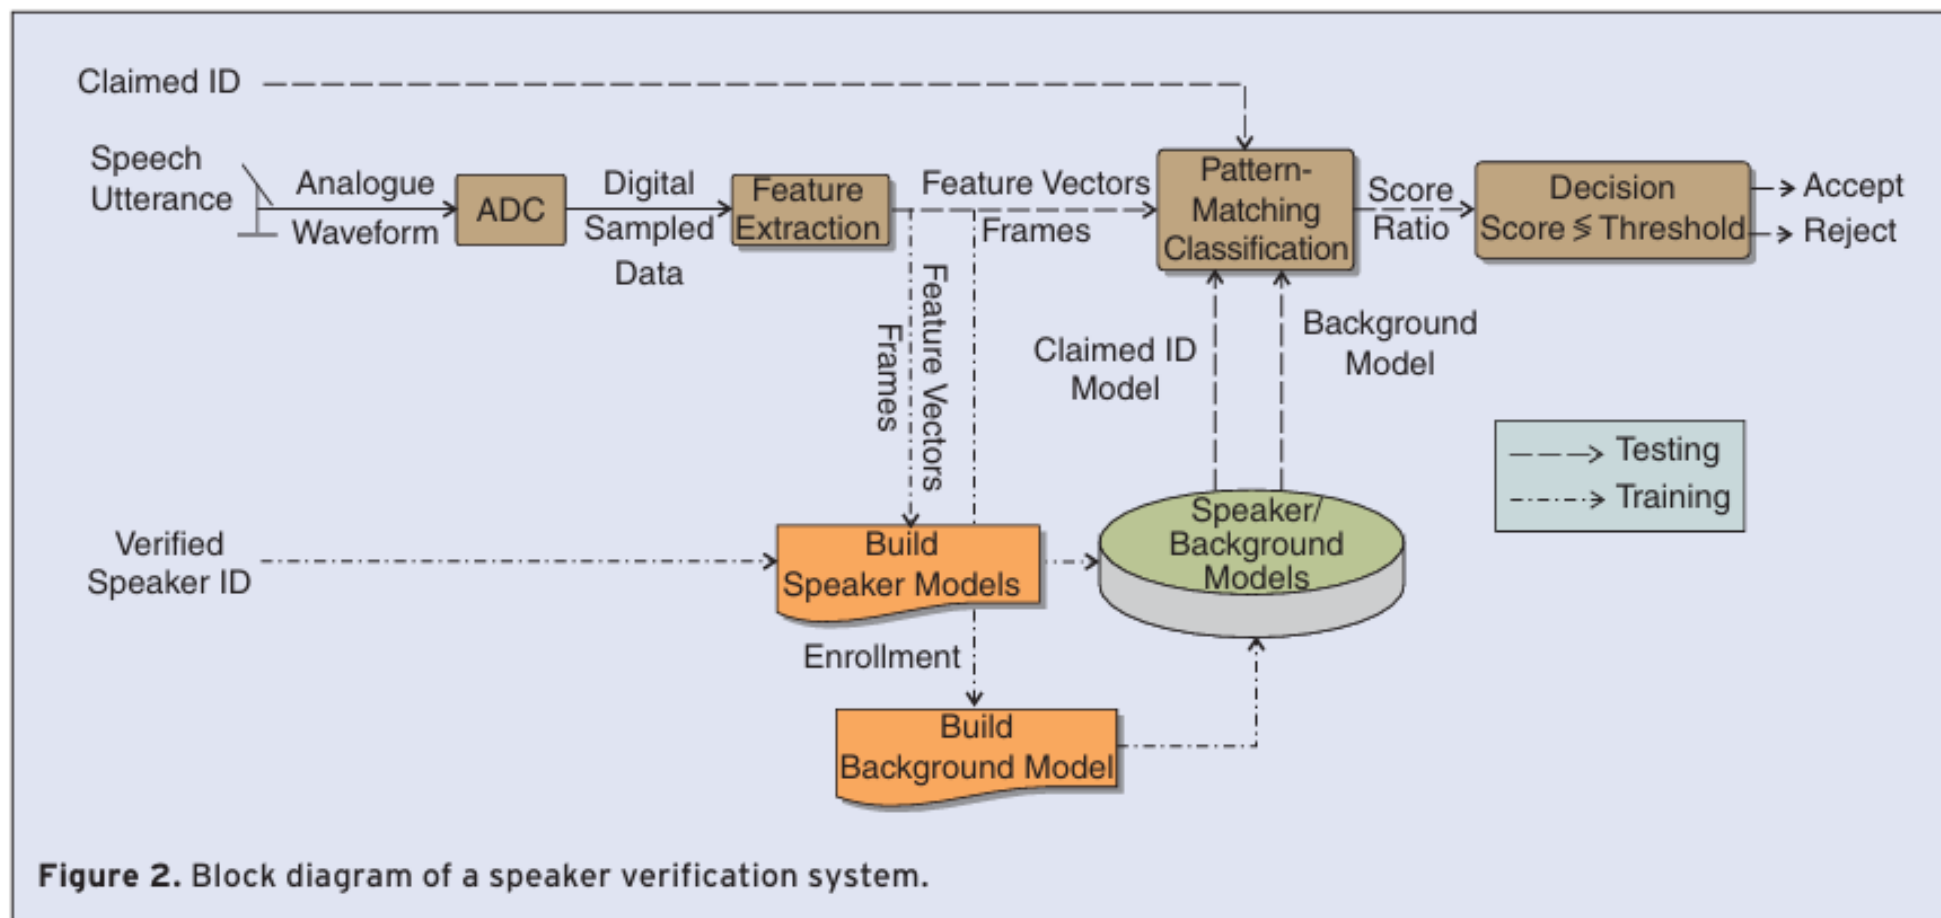 Claimed ID
Speech
Utterance
Analogue
Waveform
ADC
Digital
Sampled
Data
Feature
Extraction
Feature Vectors
Frames
Pattern-
Matching
Classification
Score
Ratio
Decision
Score ≶ Threshold
Accept
Reject
Feature Vectors
Frames
Claimed ID
Model
Background
Model
Testing
Training
Verified
Speaker ID
Build
Speaker Models
Speaker/
Background
Models
Enrollment
Build
Background Model
Figure 2. Block diagram of a speaker verification system.